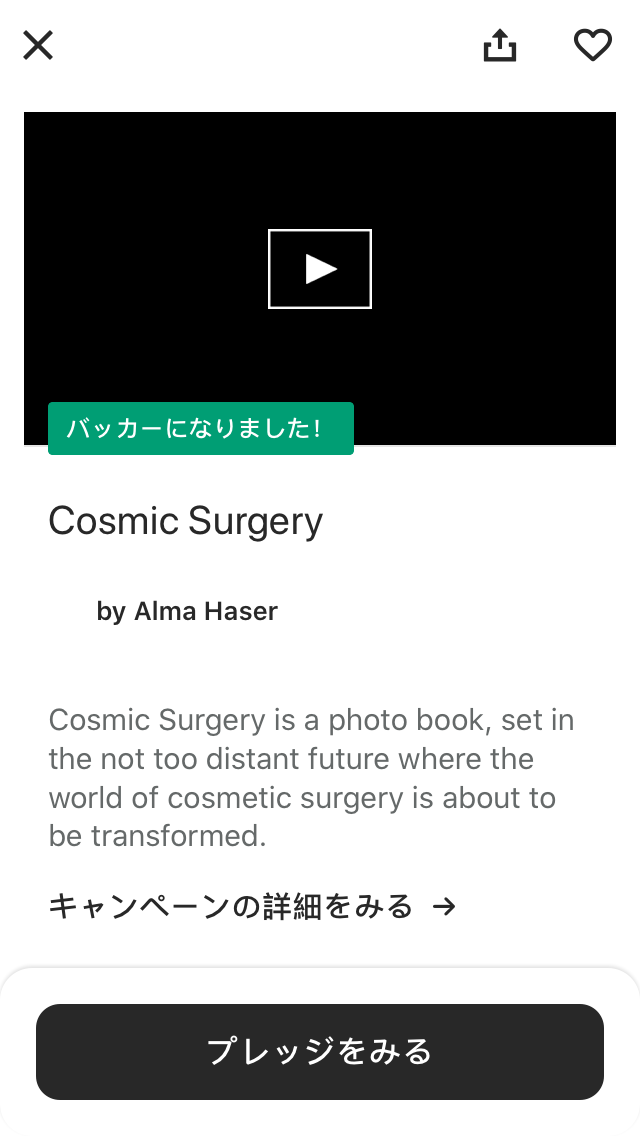 バッカーになりました!
Cosmic Surgery
by Alma Haser
Cosmic Surgery is a photo book, set in
the not too distant future where the
world of cosmetic surgery is about to
be transformed.
キャンペーンの詳細をみる →
プレッジをみる